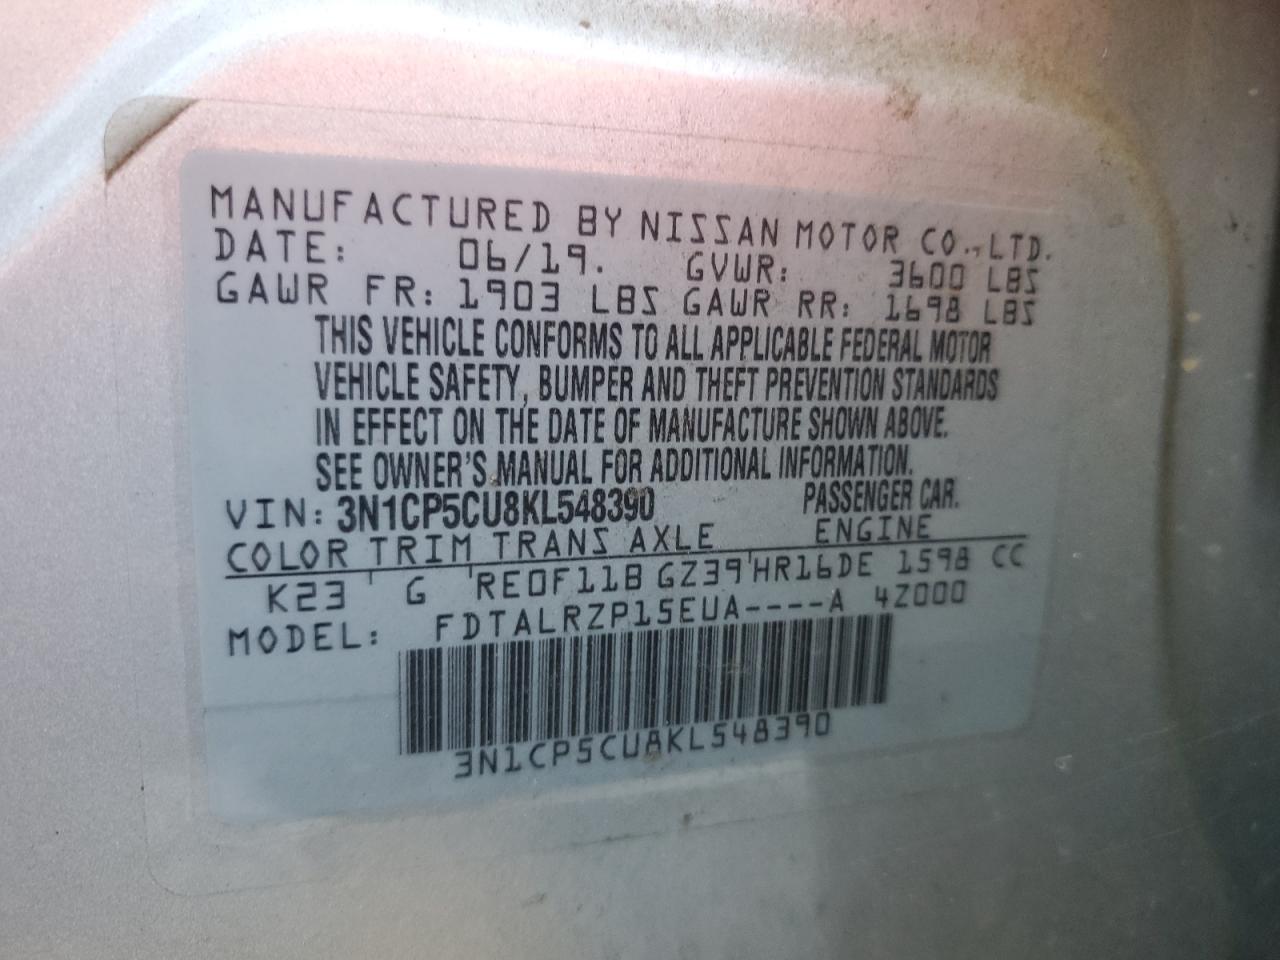 MANUFACTURED BY NISSAN MOTOR CO., LTD.
DATE: 06/19. GVWR: 3600 LBS
GAWR FR: 1903 LBS GAWR RR: 1698 LBS
THIS VEHICLE CONFORMS TO ALL APPLICABLE FEDERAL MOTOR
VEHICLE SAFETY, BUMPER AND THEFT PREVENTION STANDARDS
IN EFFECT ON THE DATE OF MANUFACTURE SHOWN ABOVE.
SEE OWNER'S MANUAL FOR ADDITIONAL INFORMATION.
VIN: 3N1CP5CU8KL548390 PASSENGER CAR.
COLOR TRIM TRANS AXLE ENGINE
K23 ' G ' RE0F11B GZ39 ' HR16DE 1598 CC
MODEL: FDTALRZP15EUA----A 4Z000
3N1CP5CU8KL548390